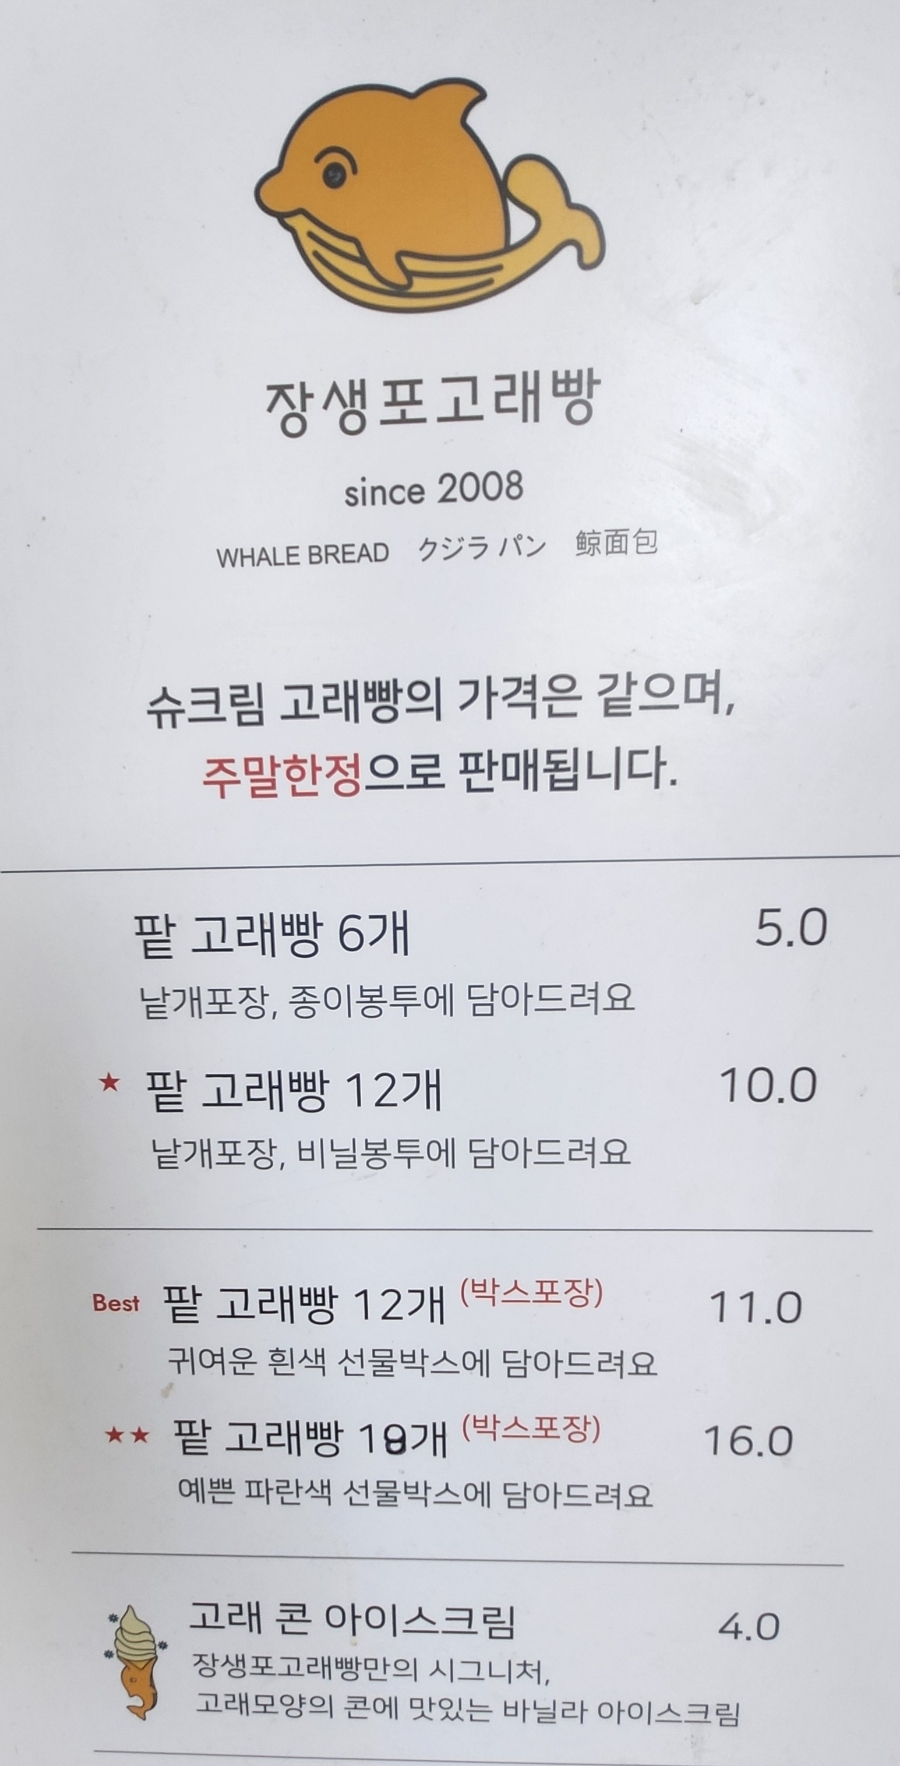 장생포고래빵
since 2008
WHALE BREAD クジラ パン 鲸面包
슈크림 고래빵의 가격은 같으며,
주말한정으로 판매됩니다.
팥 고래빵 6개 5.0
낱개포장, 종이봉투에 담아드려요
★ 팥 고래빵 12개 10.0
낱개포장, 비닐봉투에 담아드려요
Best 팥 고래빵 12개 (박스포장) 11.0
귀여운 흰색 선물박스에 담아드려요
★★ 팥 고래빵 18개 (박스포장) 16.0
예쁜 파란색 선물박스에 담아드려요
고래 콘 아이스크림 4.0
장생포고래빵만의 시그니처,
고래모양의 콘에 맛있는 바닐라 아이스크림